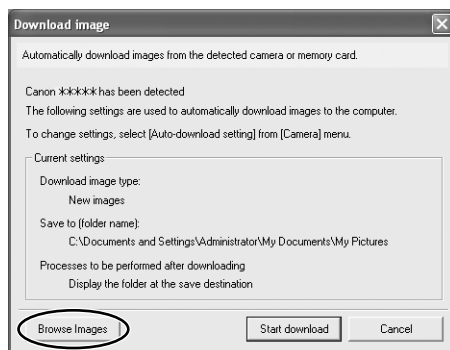 Download image
Automatically download images from the detected camera or memory card.
Canon ***** has been detected
The following settings are used to automatically download images to the computer.
To change settings, select [Auto-download setting] from [Camera] menu.
Current settings
Download image type:
New images
Save to (folder name):
C:\Documents and Settings\Administrator\My Documents\My Pictures
Processes to be performed after downloading
Display the folder at the save destination
Browse Images Start download Cancel